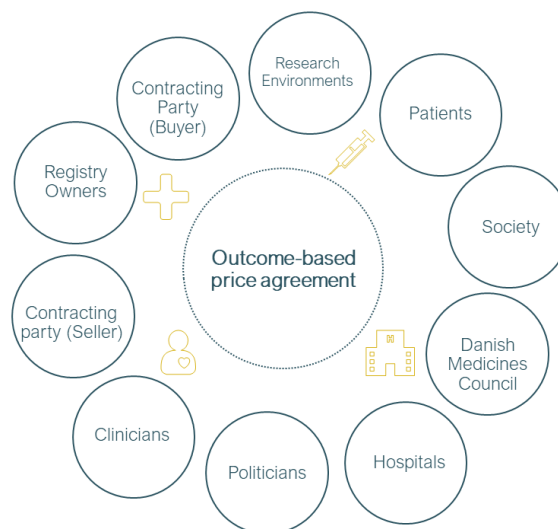 Research
Environments
Contracting
Party
(Buyer)
Patients
Registry
Owners
Society
Outcome-based
price agreement
Contracting
party (Seller)
Danish
Medicines
Council
Clinicians
Hospitals
Politicians